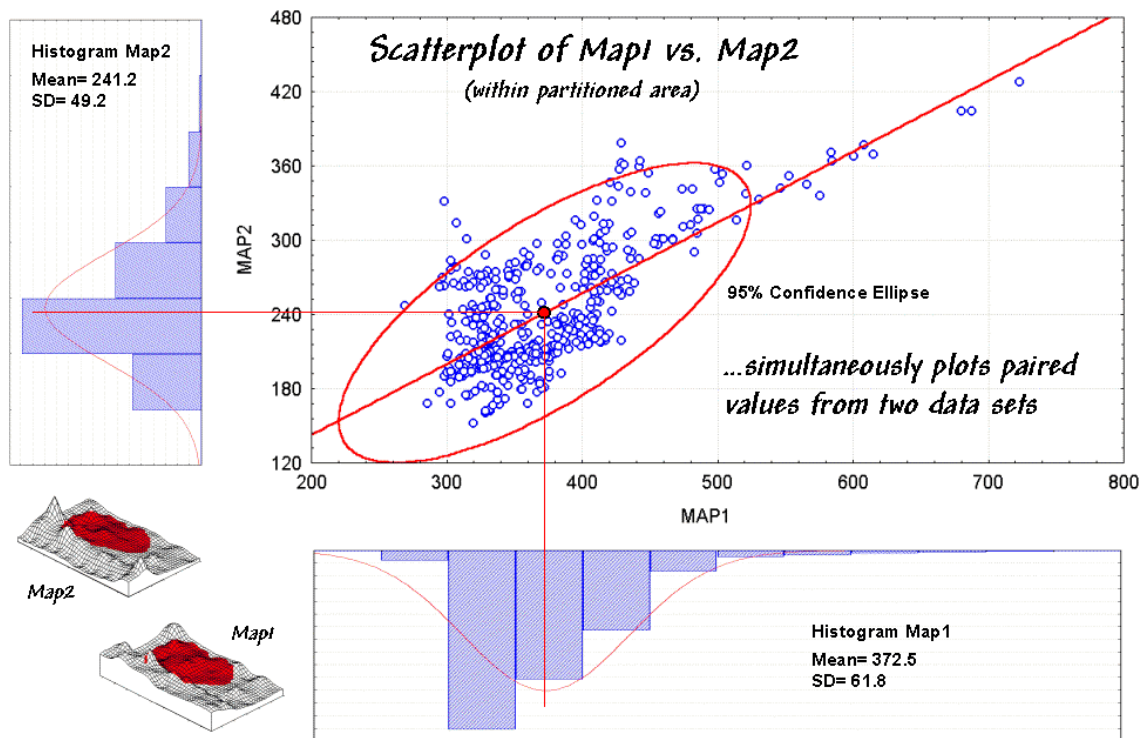 Histogram Map2
Mean= 241.2
SD= 49.2
Scatterplot of Map1 vs. Map2
(within partitioned area)
480
420
360
300
240
180
120
MAP2
95% Confidence Ellipse
...simultaneously plots paired
values from two data sets
200 300 400 500 600 700 800
MAP1
Map2
Map1
Histogram Map1
Mean= 372.5
SD= 61.8